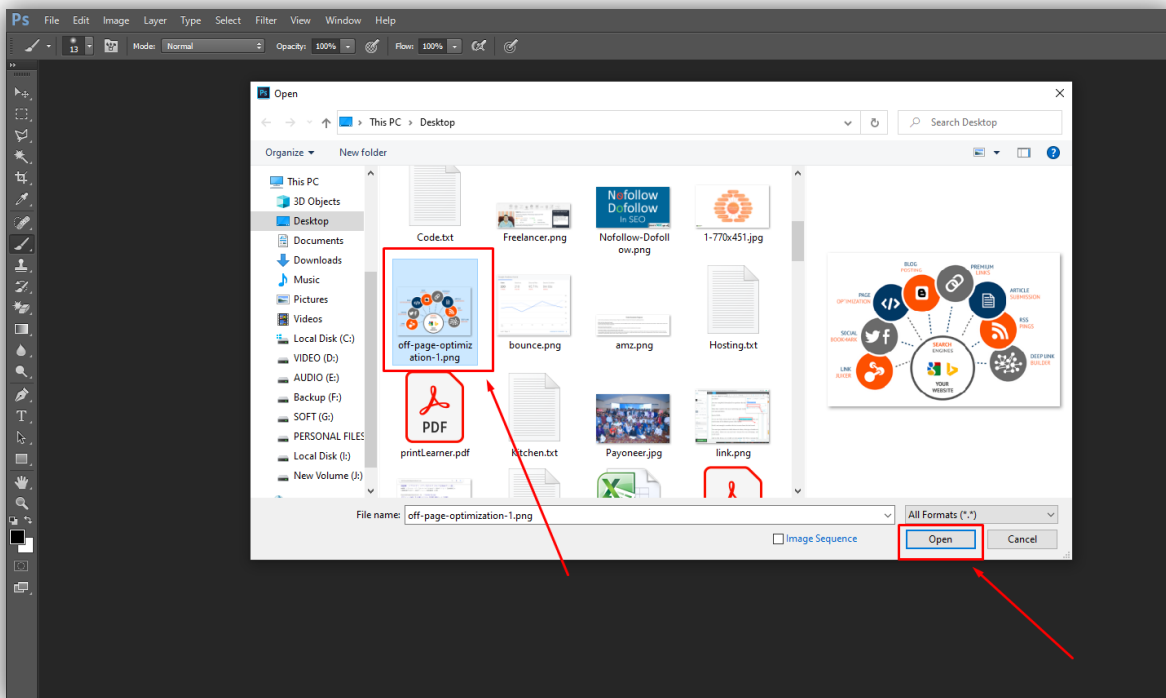 Ps File Edit Image Layer Type Select Filter View Window Help
13 Mode: Normal Opacity: 100% Flow: 100%
Ps Open
This PC > Desktop
Search Desktop
Organize New folder
This PC
3D Objects
Desktop
Documents
Downloads
Music
Pictures
Videos
Local Disk (C:)
VIDEO (D:)
AUDIO (E:)
Backup (F:)
SOFT (G:)
PERSONAL FILES
Local Disk (I:)
New Volume (J:)
Nofollow
Dofollow
In SEO
Code.txt
Freelancer.png
Nofollow-Dofoll
ow.png
1-770x451.jpg
off-page-optimiz
ation-1.png
bounce.png
amz.png
Hosting.txt
PDF
printLearner.pdf
Kitchen.txt
Payoneer.jpg
link.png
BLOG
POSTING
PREMIUM
LINKS
PAGE
OPTIMIZATION
</>
ARTICLE
SUBMISSION
SOCIAL
BOOKMARK
RSS
PINGS
LINK
DEEP LINK
BUILDER
SEARCH
ENGINES
YOUR
WEBSITE
File name: off-page-optimization-1.png
All Formats (*.*)
Image Sequence
Open
Cancel